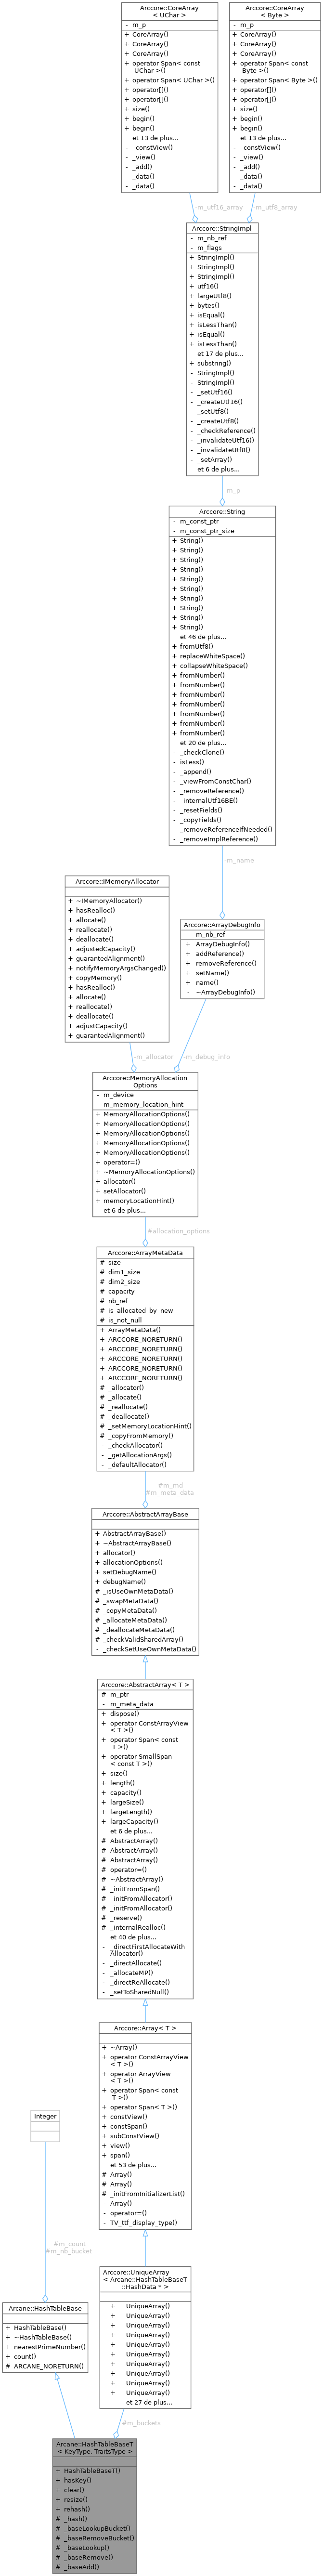 Arccore::CoreArray
< UChar >
- m_p
+ CoreArray()
+ CoreArray()
+ CoreArray()
+ operator Span< const
UChar >()
+ operator Span< UChar >()
+ operator[]()
+ operator[]()
+ size()
+ begin()
+ begin()
et 13 de plus...
- _constView()
- _view()
- _add()
- _data()
- _data()
Arccore::CoreArray
< Byte >
- m_p
+ CoreArray()
+ CoreArray()
+ CoreArray()
+ operator Span< const
Byte >()
+ operator Span< Byte >()
+ operator[]()
+ operator[]()
+ size()
+ begin()
+ begin()
et 13 de plus...
- _constView()
- _view()
- _add()
- _data()
- _data()
-m_utf16_array
-m_utf8_array
Arccore::StringImpl
- m_nb_ref
- m_flags
+ StringImpl()
+ StringImpl()
+ StringImpl()
+ utf16()
+ largeUtf8()
+ bytes()
+ isEqual()
+ isLessThan()
+ isEqual()
+ isLessThan()
et 17 de plus...
+ substring()
- StringImpl()
- StringImpl()
- _setUtf16()
- _createUtf16()
- _setUtf8()
- _createUtf8()
- _checkReference()
- _invalidateUtf16()
- _invalidateUtf8()
- _setArray()
et 6 de plus...
-m_p
Arccore::String
- m_const_ptr
- m_const_ptr_size
+ String()
+ String()
+ String()
+ String()
+ String()
+ String()
+ String()
+ String()
+ String()
+ String()
et 46 de plus...
+ fromUtf8()
+ replaceWhiteSpace()
+ collapseWhiteSpace()
+ fromNumber()
+ fromNumber()
+ fromNumber()
+ fromNumber()
+ fromNumber()
+ fromNumber()
+ fromNumber()
et 20 de plus...
- _checkClone()
- isLess()
- _append()
- _viewFromConstChar()
- _removeReference()
- _internalUtf16BE()
- _resetFields()
- _copyFields()
- _removeReferenceIfNeeded()
- _removeImplReference()
-m_name
Arccore::IMemoryAllocator
+ ~IMemoryAllocator()
+ hasRealloc()
+ allocate()
+ reallocate()
+ deallocate()
+ adjustedCapacity()
+ guarantedAlignment()
+ notifyMemoryArgsChanged()
+ copyMemory()
+ hasRealloc()
+ allocate()
+ reallocate()
+ deallocate()
+ adjustCapacity()
+ guarantedAlignment()
Arccore::ArrayDebugInfo
- m_nb_ref
+ ArrayDebugInfo()
+ addReference()
+ removeReference()
+ setName()
+ name()
- ~ArrayDebugInfo()
-m_allocator
-m_debug_info
Arccore::MemoryAllocation
Options
- m_device
- m_memory_location_hint
+ MemoryAllocationOptions()
+ MemoryAllocationOptions()
+ MemoryAllocationOptions()
+ MemoryAllocationOptions()
+ MemoryAllocationOptions()
+ operator=()
+ ~MemoryAllocationOptions()
+ allocator()
+ setAllocator()
+ memoryLocationHint()
et 6 de plus...
#allocation_options
Arccore::ArrayMetaData
# size
# dim1_size
# dim2_size
# capacity
# nb_ref
# is_allocated_by_new
# is_not_null
+ ArrayMetaData()
+ ARCCORE_NORETURN()
+ ARCCORE_NORETURN()
+ ARCCORE_NORETURN()
+ ARCCORE_NORETURN()
+ ARCCORE_NORETURN()
# _allocator()
# _allocate()
# _reallocate()
# _deallocate()
# _setMemoryLocationHint()
# _copyFromMemory()
- _checkAllocator()
- _getAllocationArgs()
- _defaultAllocator()
#m_md
#m_meta_data
Arccore::AbstractArrayBase
+ AbstractArrayBase()
+ ~AbstractArrayBase()
+ allocator()
+ allocationOptions()
+ setDebugName()
+ debugName()
# _isUseOwnMetaData()
# _swapMetaData()
# _copyMetaData()
# _allocateMetaData()
# _deallocateMetaData()
# _checkValidSharedArray()
- _checkSetUseOwnMetaData()
Arccore::AbstractArray< T >
# m_ptr
- m_meta_data
+ dispose()
+ operator ConstArrayView
< T >()
+ operator Span< const
T >()
+ operator SmallSpan
< const T >()
+ size()
+ length()
+ capacity()
+ largeSize()
+ largeLength()
+ largeCapacity()
et 6 de plus...
# AbstractArray()
# AbstractArray()
# AbstractArray()
# operator=()
# ~AbstractArray()
# _initFromSpan()
# _initFromAllocator()
# _initFromAllocator()
# _reserve()
# _internalRealloc()
et 40 de plus...
- _directFirstAllocateWith
Allocator()
- _directAllocate()
- _allocateMP()
- _directReAllocate()
- _setToSharedNull()
Arccore::Array< T >
+ ~Array()
+ operator ConstArrayView
< T >()
+ operator ArrayView
< T >()
+ operator Span< const
T >()
+ operator Span< T >()
+ constView()
+ constSpan()
+ subConstView()
+ view()
+ span()
et 53 de plus...
# Array()
# Array()
# _initFromInitializerList()
- Array()
- operator=()
- TV_ttf_display_type()
Integer
#m_count
#m_nb_bucket
Arccore::UniqueArray
< Arcane::HashTableBaseT
::HashData * >
+ UniqueArray()
+ UniqueArray()
+ UniqueArray()
+ UniqueArray()
+ UniqueArray()
+ UniqueArray()
+ UniqueArray()
+ UniqueArray()
+ UniqueArray()
+ UniqueArray()
et 27 de plus...
Arcane::HashTableBase
+ HashTableBase()
+ ~HashTableBase()
+ nearestPrimeNumber()
+ count()
# ARCANE_NORETURN()
#m_buckets
Arcane::HashTableBaseT
< KeyType, TraitsType >
+ HashTableBaseT()
+ hasKey()
+ clear()
+ resize()
+ rehash()
# _hash()
# _baseLookupBucket()
# _baseRemoveBucket()
# _baseLookup()
# _baseRemove()
# _baseAdd()